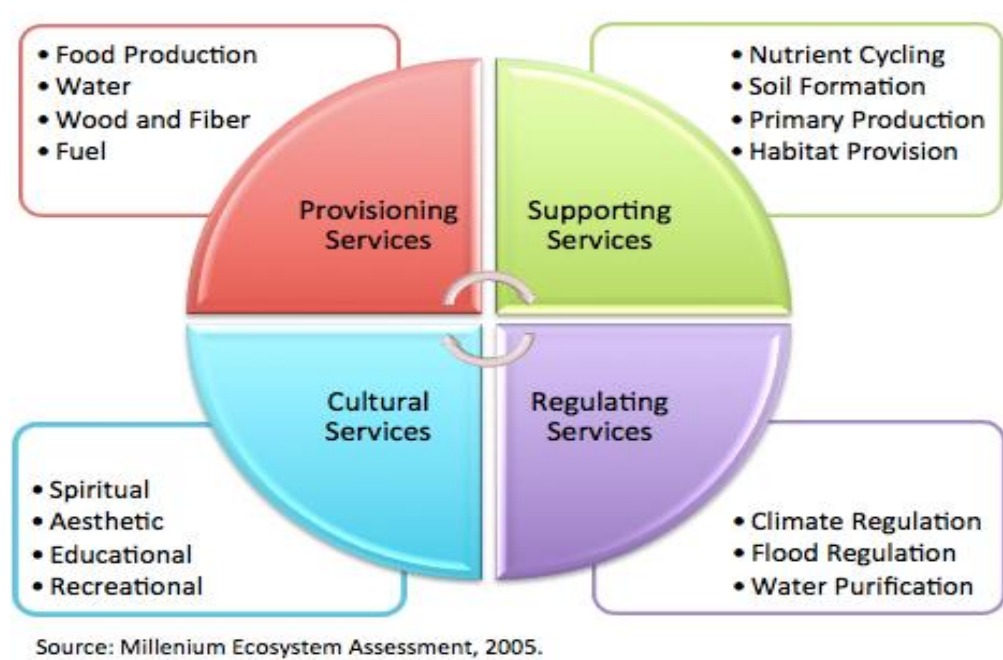 • Food Production
• Water
• Wood and Fiber
• Fuel
• Nutrient Cycling
• Soil Formation
• Primary Production
• Habitat Provision
Provisioning
Services
Supporting
Services
Cultural
Services
Regulating
Services
• Spiritual
• Aesthetic
• Educational
• Recreational
• Climate Regulation
• Flood Regulation
• Water Purification
Source: Millenium Ecosystem Assessment, 2005.